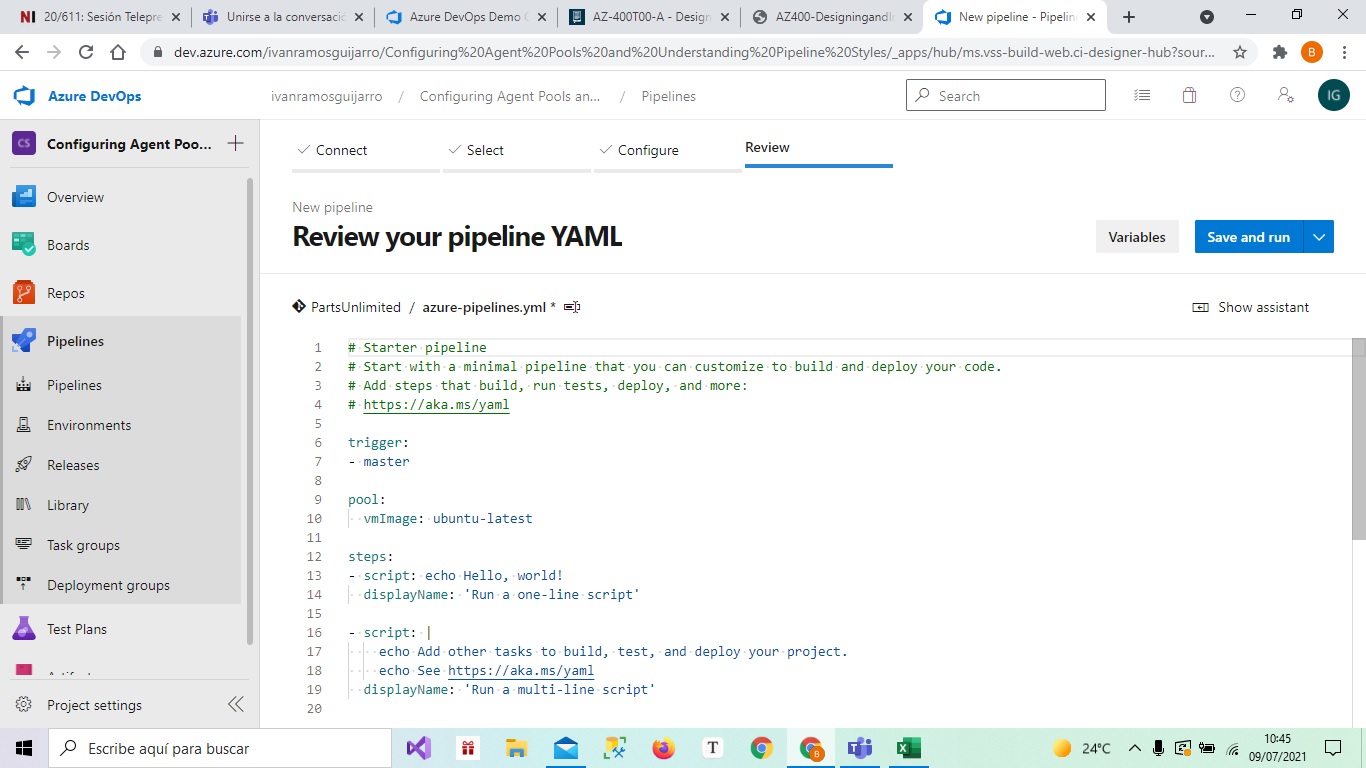 20/611: Sesión Telepre
Unirse a la conversació
Azure DevOps Demo G
AZ-400T00-A - Design
AZ400-Designingandl
New pipeline - Pipelin
dev.azure.com/ivanramosguijarro/Configuring%20Agent%20Pools%20and%20Understanding%20Pipeline%20Styles/_apps/hub/ms.vss-build-web.ci-designer-hub?sour...
B
Azure DevOps
ivanramosguijarro / Configuring Agent Pools an... / Pipelines
Search
IG
CS Configuring Agent Poo...
Overview
Boards
Repos
Pipelines
Pipelines
Environments
Releases
Library
Task groups
Deployment groups
Test Plans
Project settings
Connect
Select
Configure
Review
New pipeline
Review your pipeline YAML
Variables
Save and run
PartsUnlimited / azure-pipelines.yml *
Show assistant
1 # Starter pipeline
2 # Start with a minimal pipeline that you can customize to build and deploy your code.
3 # Add steps that build, run tests, deploy, and more:
4 # https://aka.ms/yaml
5
6 trigger:
7 - master
8
9 pool:
10   vmImage: ubuntu-latest
11
12 steps:
13 - script: echo Hello, world!
14   displayName: 'Run a one-line script'
15
16 - script: |
17     echo Add other tasks to build, test, and deploy your project.
18     echo See https://aka.ms/yaml
19   displayName: 'Run a multi-line script'
20
Escribe aquí para buscar
T
B
24°C
10:45
09/07/2021